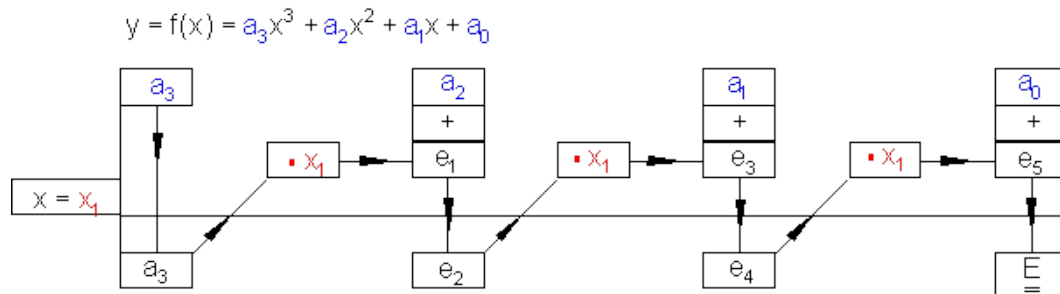 y = f(x) = a₃x³ + a₂x² + a₁x + a₀
a₃ a₂ a₁ a₀
+ + +
· x₁ e₁ · x₁ e₃ · x₁ e₅
x = x₁
a₃ e₂ e₄ E
=